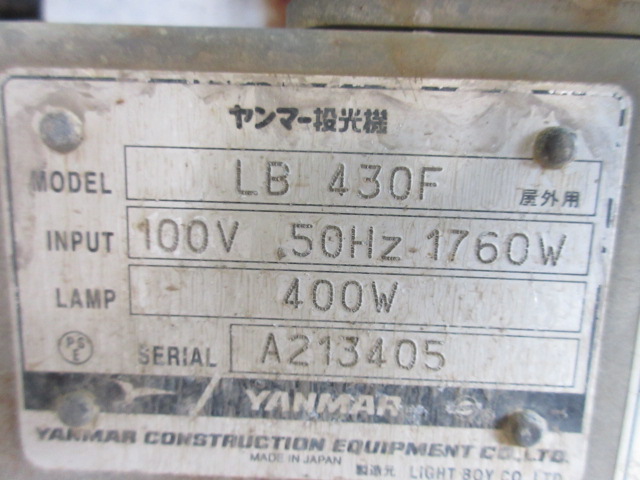 ヤンマー投光機
MODEL LB 430F 屋外用
INPUT 100V 50Hz 1760W
LAMP 400W
PSE SERIAL A213405
YANMAR
YANMAR CONSTRUCTION EQUIPMENT CO.,LTD.
MADE IN JAPAN 製造元 LIGHT BOY CO.,LTD.